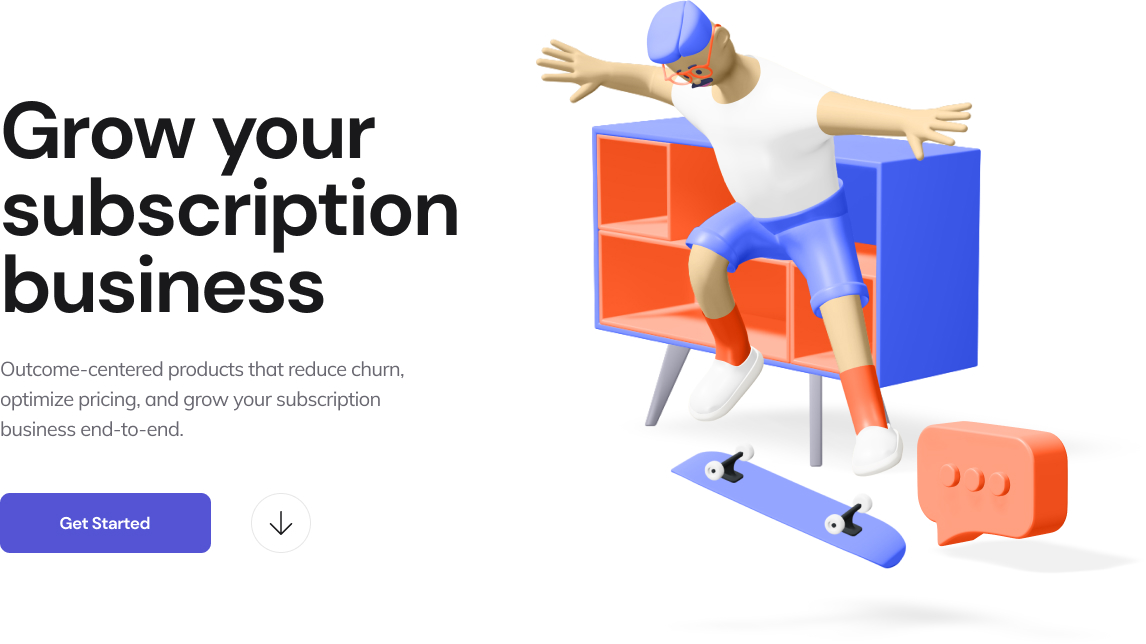 Grow your
subscription
business
Outcome-centered products that reduce churn,
optimize pricing, and grow your subscription
business end-to-end.
Get Started